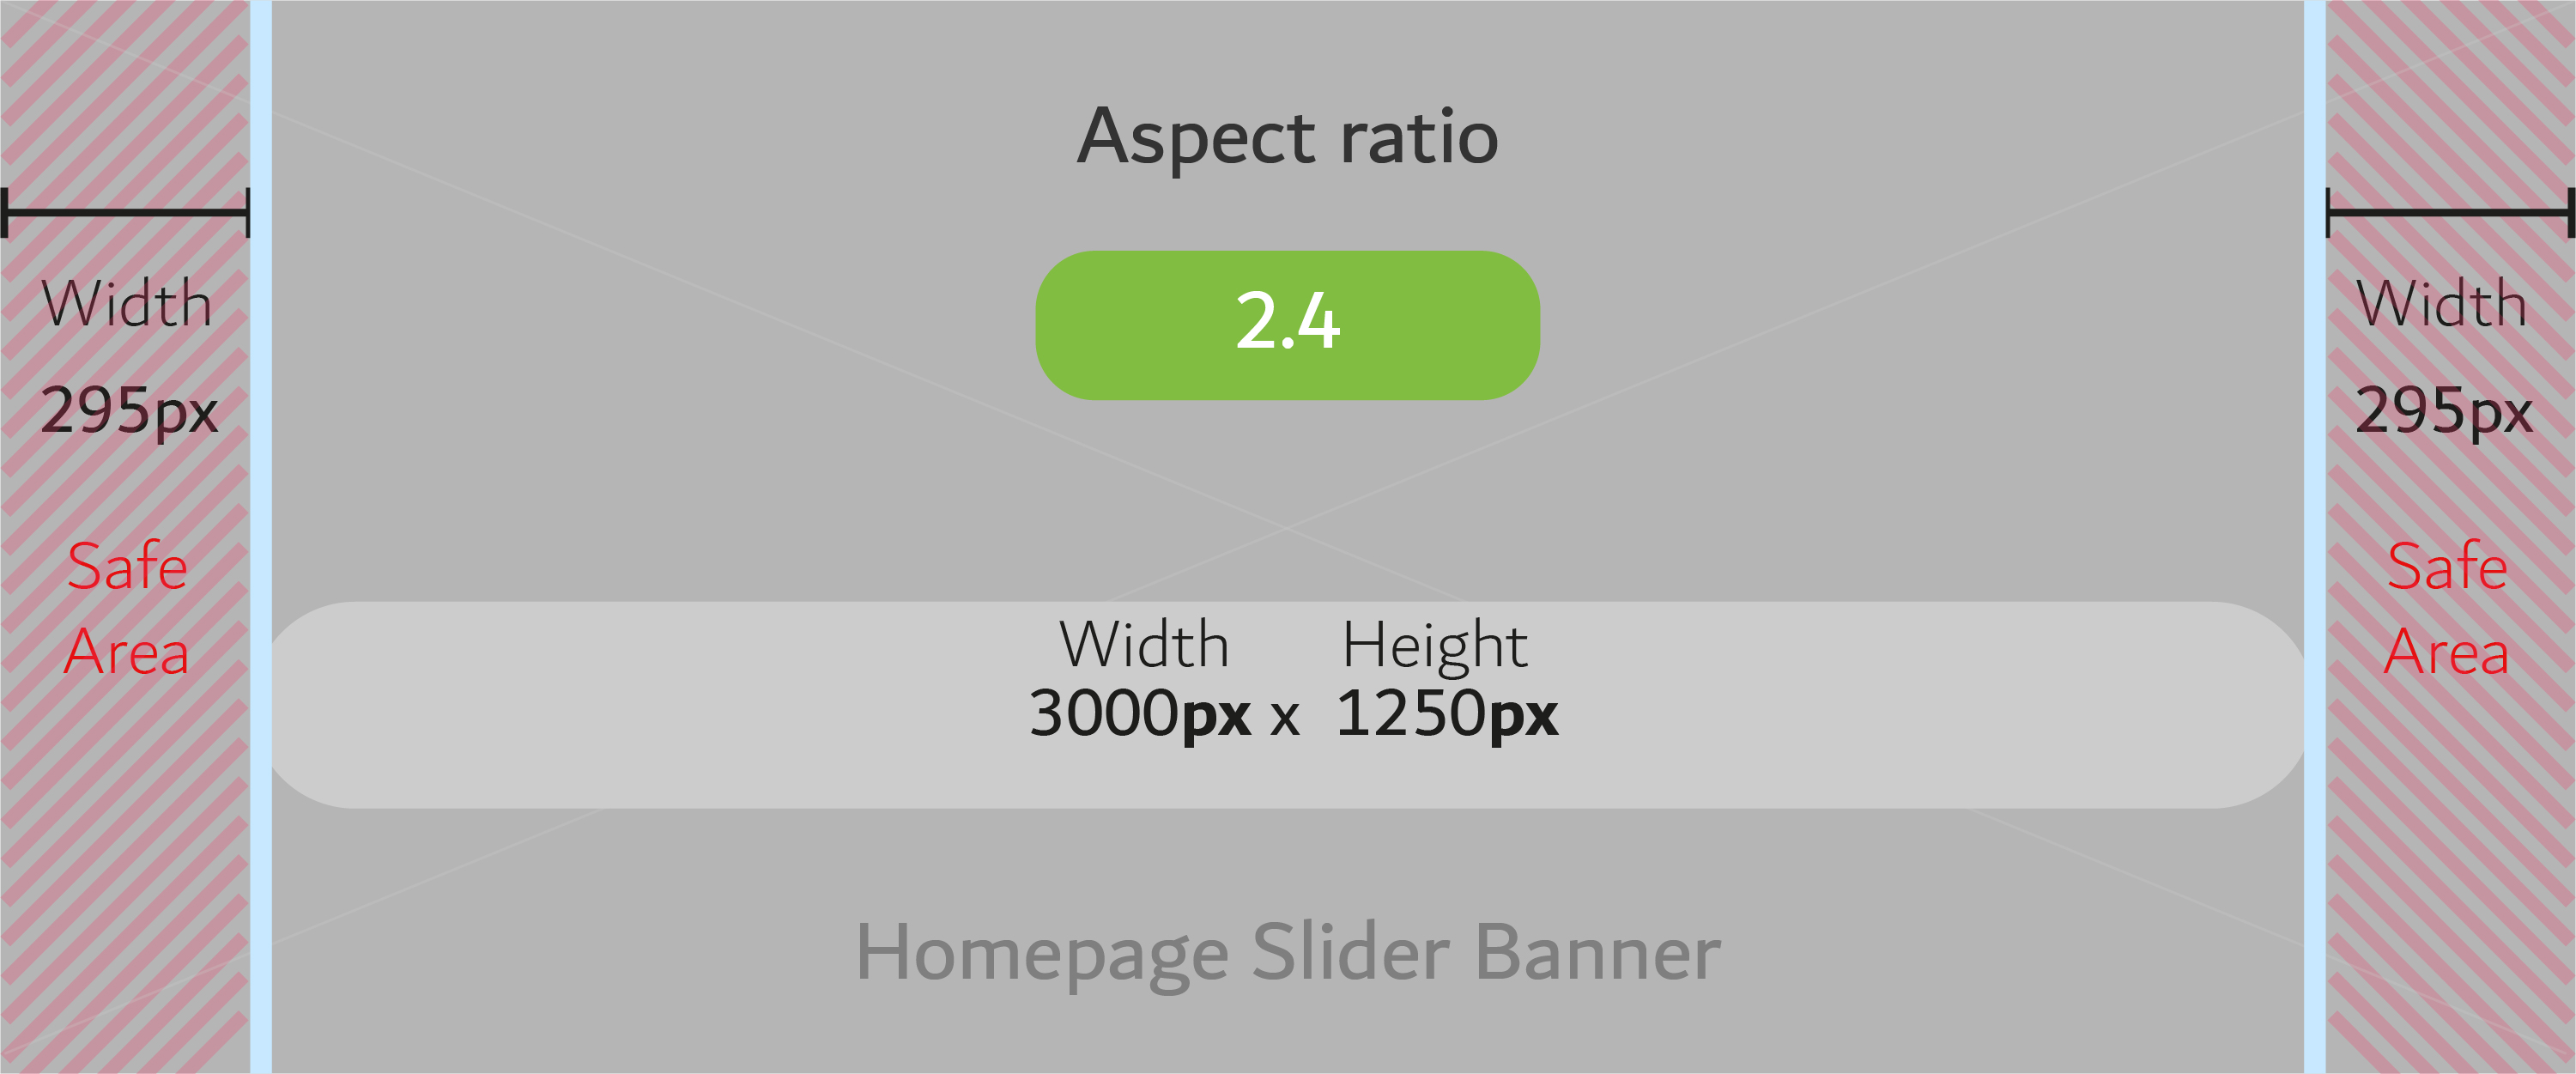 Aspect ratio
2.4
Width
295px
Safe
Area
Width Height
3000px x 1250px
Homepage Slider Banner
Width
295px
Safe
Area